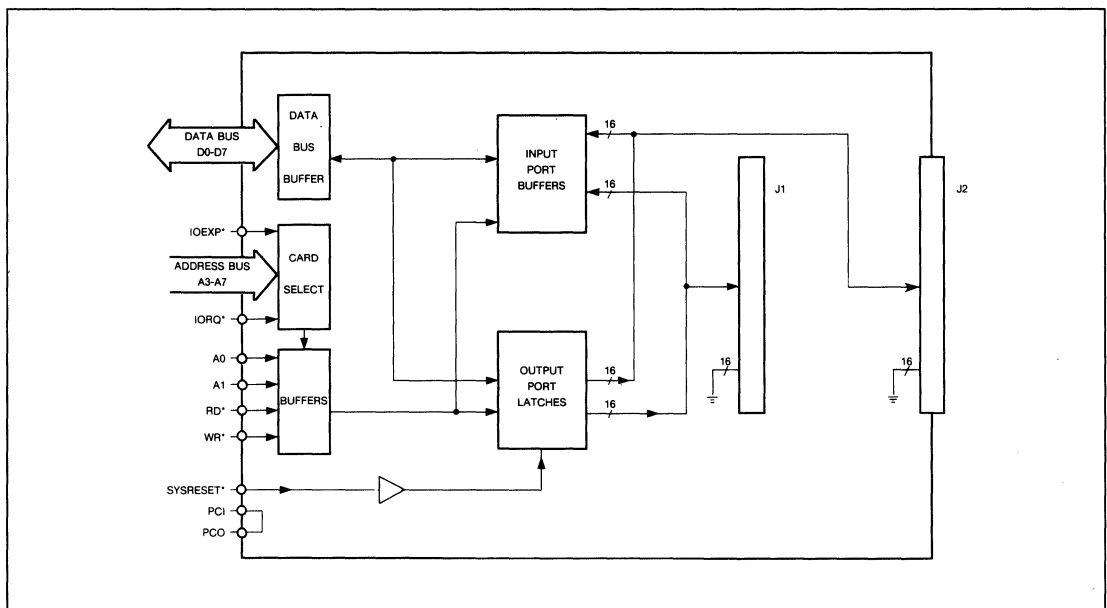 DATA BUS
D0-D7
DATA
BUS
BUFFER
INPUT
PORT
BUFFERS
16
16
J1
J2
IOEXP*
ADDRESS BUS
A3-A7
CARD
SELECT
IORQ*
A0
A1
RD*
WR*
BUFFERS
OUTPUT
PORT
LATCHES
16
16
16
16
SYSRESET*
PCI
PCO